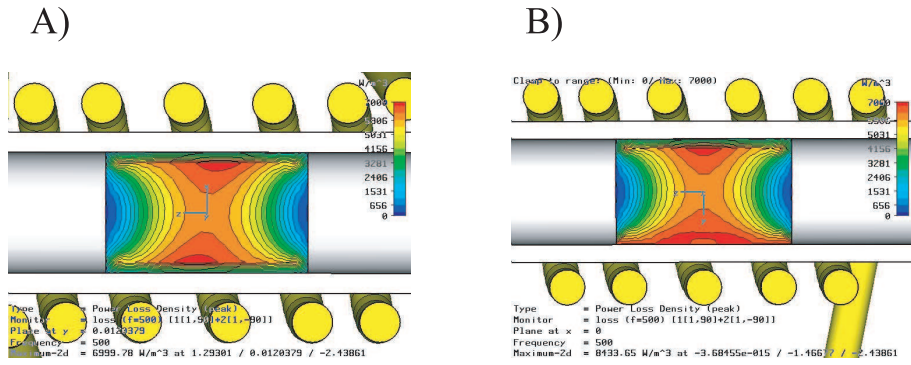 A)
B)
W/m^3
7000
5906
5031
4156
3281
2406
1531
656
0
z
Type = Power Loss Density (peak)
Monitor = loss (f=500) [1[1,90]+2[1,-90]]
Plane at y = 0.0120379
Frequency = 500
Maximum-2d = 6999.78 W/m^3 at 1.29301 / 0.0120379 / -2.43861
Clamp to range: (Min: 0/ Max: 7000)
W/m^3
7000
5906
5031
4156
3281
2406
1531
656
0
Type = Power Loss Density (peak)
Monitor = loss (f=500) [1[1,90]+2[1,-90]]
Plane at x = 0
Frequency = 500
Maximum-2d = 8433.65 W/m^3 at -3.68455e-015 / / -2.43861